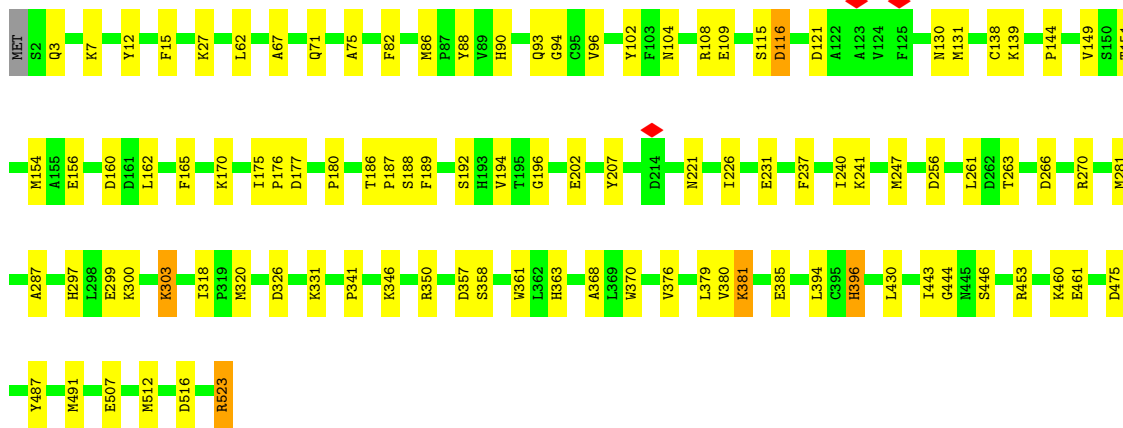 MET S2 Q3 K7 Y12 F15 K27 L62 A67 Q71 A75 F82 M86 P87 Y88 V89 H90 Q93 G94 C95 V96 Y102 F103 N104 R108 E109 S115 D116 D121 A122 A123 V124 F125 N130 M131 C138 K139 P144 V149 S150 T151
M154 A155 E156 D160 D161 L162 F165 K170 I175 P176 D177 P180 T186 P187 S188 F189 S192 H193 V194 T195 G196 E202 Y207 D214 N221 I226 E231 F237 I240 K241 M247 D256 L261 D262 T263 D266 R270 M281
A287 H297 L298 E299 K300 K303 I318 P319 M320 D326 K331 P341 K346 R350 D357 S358 W361 L362 H363 A368 L369 W370 V376 L379 V380 K381 E385 L394 C395 H396 L430 I443 G444 N445 S446 R453 K460 E461 D475
Y487 M491 E507 M512 D516 R523